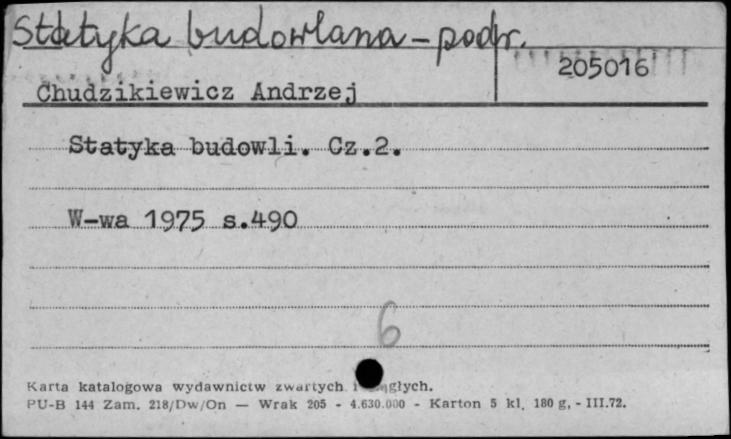 Statyka budowlana - podr.
205016
Chudzikiewicz Andrzej
Statyka budowli. Cz.2.
W-wa 1975 s.490
6
Karta katalogowa wydawnictw zwartych i
PU-B 144 Zam. 218/Dw/On — Wrak 205 - 4.630.000 - Karton 5 kl. 180 g, - III.72.